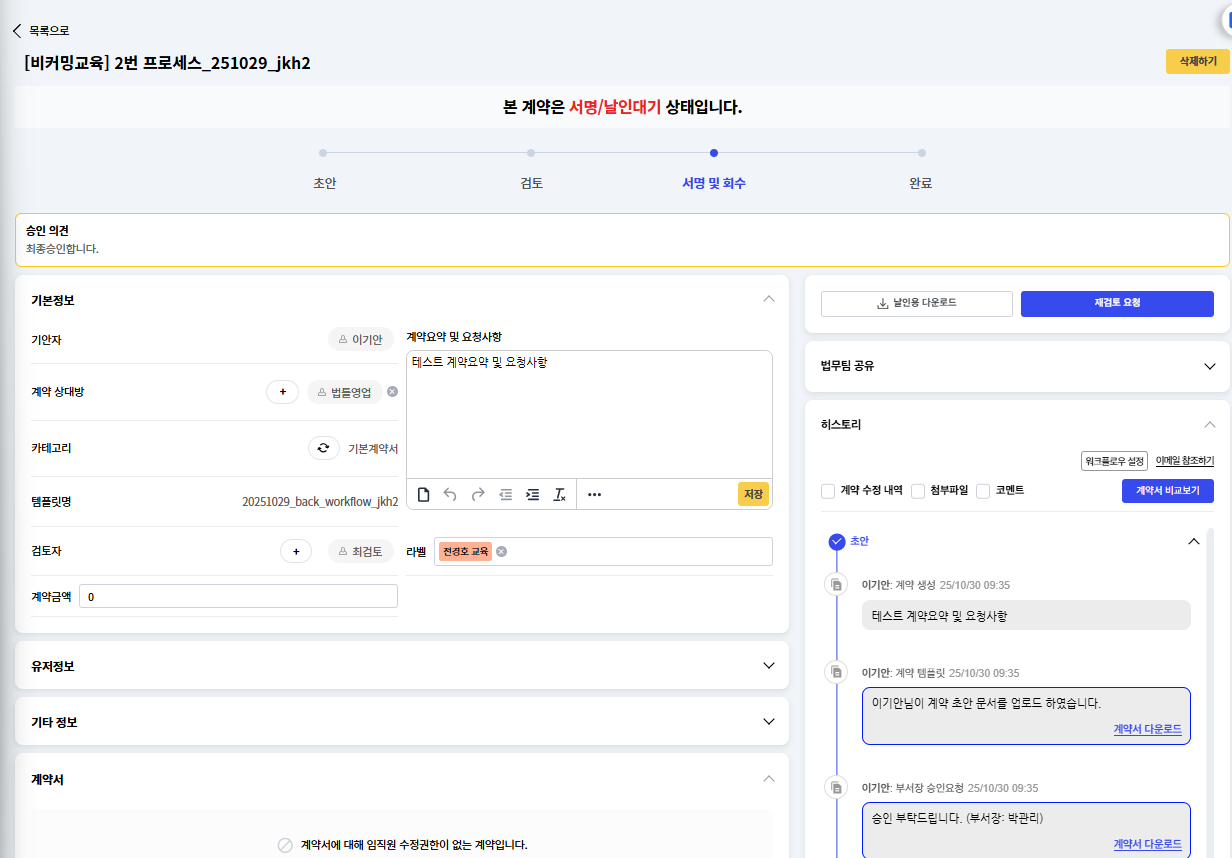 목록으로
[비커밍교육] 2번 프로세스_251029_jkh2
삭제하기
본 계약은 서명/날인대기 상태입니다.
초안
검토
서명 및 회수
완료
승인 의견
최종승인합니다.
기본정보
기안자
이기안
계약 상대방
+
법틀영업
카테고리
기본계약서
템플릿명
20251029_back_workflow_jkh2
검토자
+
최검토
계약금액
0
계약요약 및 요청사항
테스트 계약요약 및 요청사항
저장
라벨
전경호 교육
유저정보
기타 정보
계약서
계약서에 대해 임직원 수정권한이 없는 계약입니다.
날인용 다운로드
재검토 요청
법무팀 공유
히스토리
워크플로우 설정
이메일 참조하기
계약 수정 내역
첨부파일
코멘트
계약서 비교보기
초안
이기안: 계약 생성 25/10/30 09:35
테스트 계약요약 및 요청사항
이기안: 계약 템플릿 25/10/30 09:35
이기안님이 계약 초안 문서를 업로드 하였습니다.
계약서 다운로드
이기안: 부서장 승인요청 25/10/30 09:35
승인 부탁드립니다. (부서장: 박관리)
계약서 다운로드